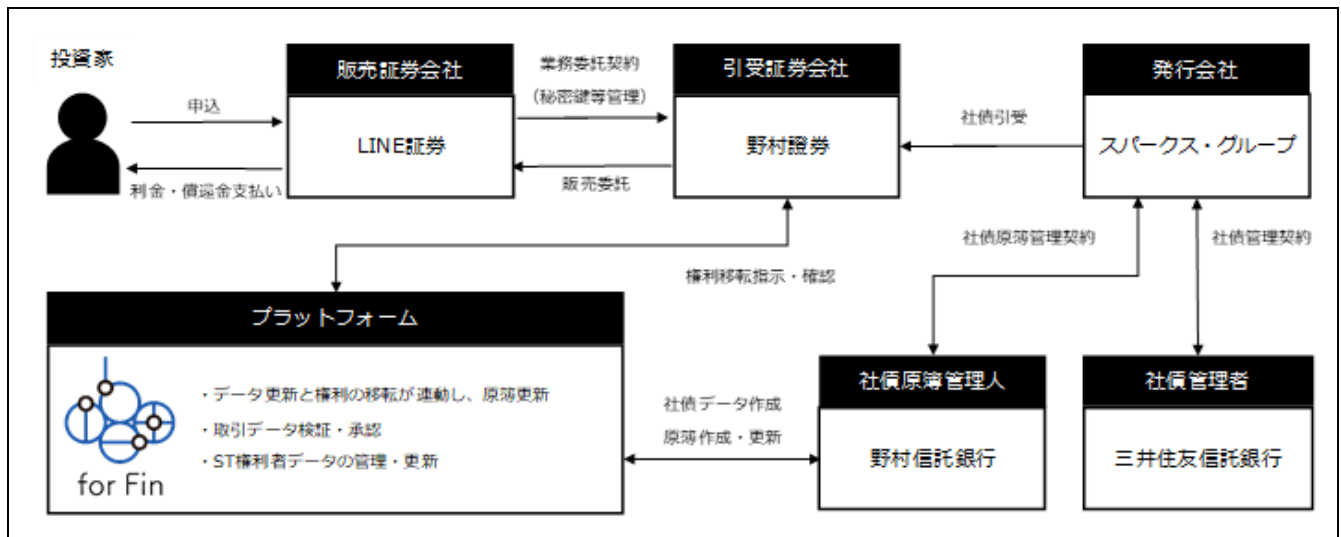 投資家
申込
利金・償還金支払い
販売証券会社
LINE証券
業務委託契約
(秘密鍵等管理)
販売委託
引受証券会社
野村證券
社債引受
発行会社
スパークス・グループ
社債原簿管理契約
社債管理契約
権利移転指示・確認
プラットフォーム
for Fin
・データ更新と権利の移転が連動し、原簿更新
・取引データ検証・承認
・ST権利者データの管理・更新
社債データ作成
原簿作成・更新
社債原簿管理人
野村信託銀行
社債管理者
三井住友信託銀行